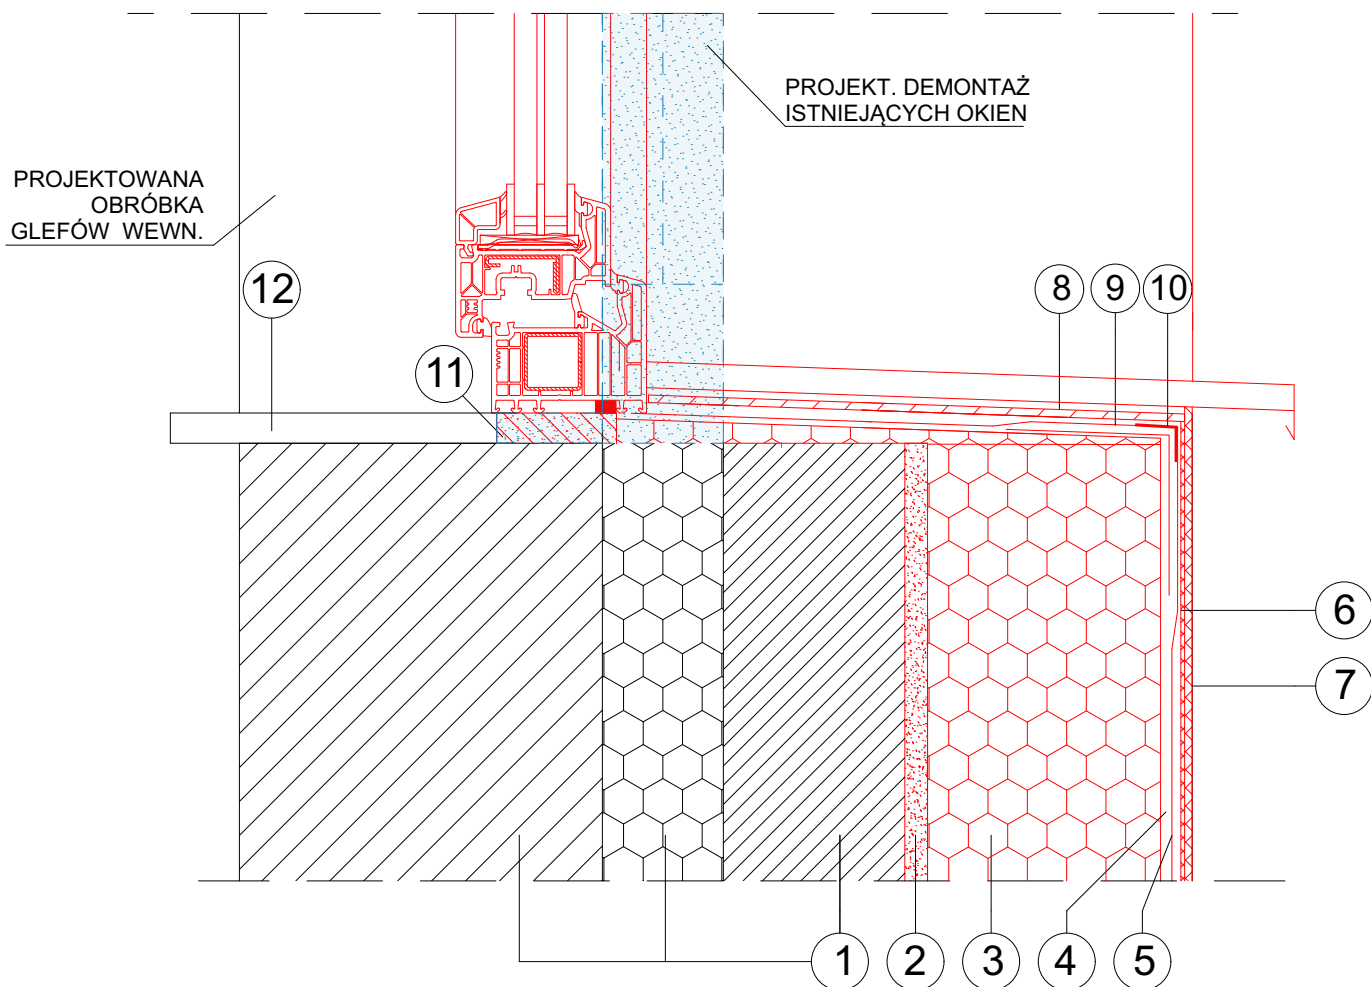 PROJEKT. DEMONTAŻ
ISTNIEJĄCYCH OKIEN
PROJEKTOWANA
OBRÓBKA
GLEFÓW WEWN.
12
8
9
10
11
6
7
1
2
3
4
5